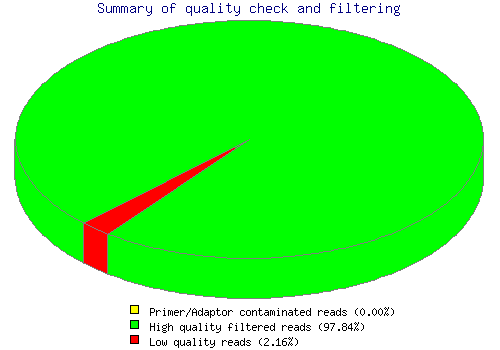 Summary of quality check and filtering
Primer/Adaptor contaminated reads (0.00%)
High quality filtered reads (97.84%)
Low quality reads (2.16%)